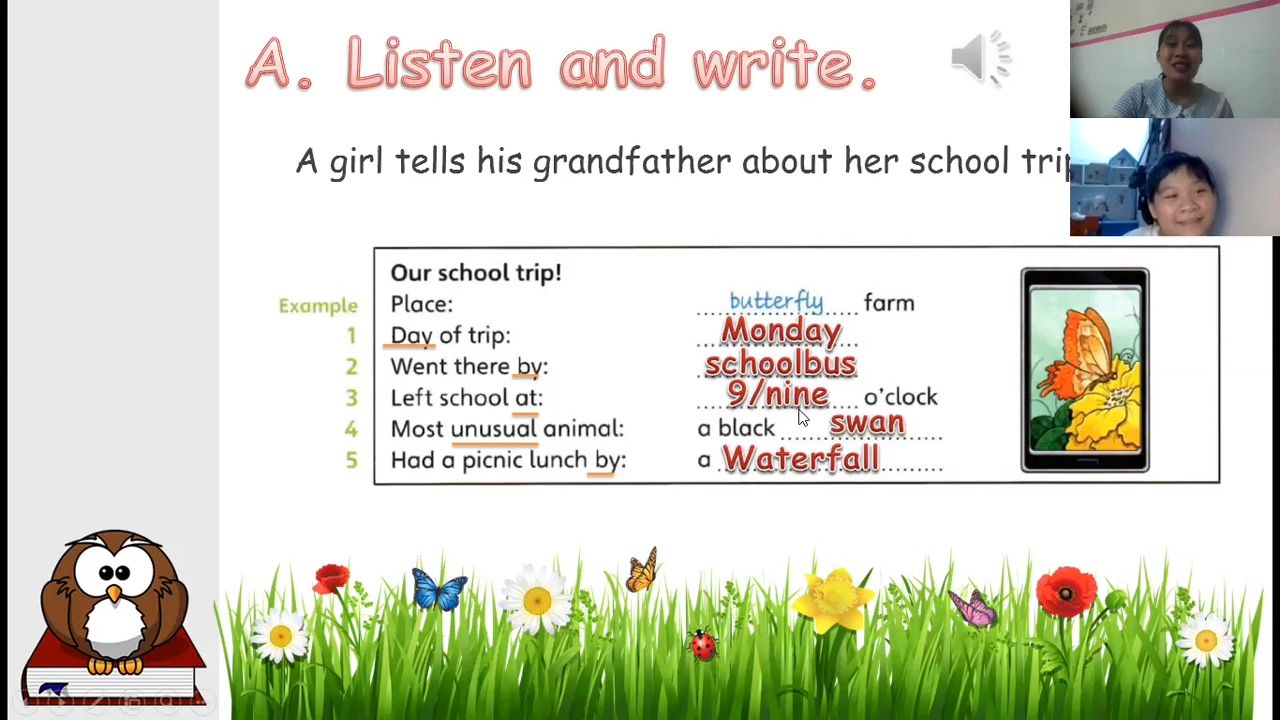 A. Listen and write.
A girl tells his grandfather about her school trip
Our school trip!
Example Place: butterfly farm
1 Day of trip: Monday
2 Went there by: schoolbus
3 Left school at: 9/nine o'clock
4 Most unusual animal: a black swan
5 Had a picnic lunch by: a Waterfall